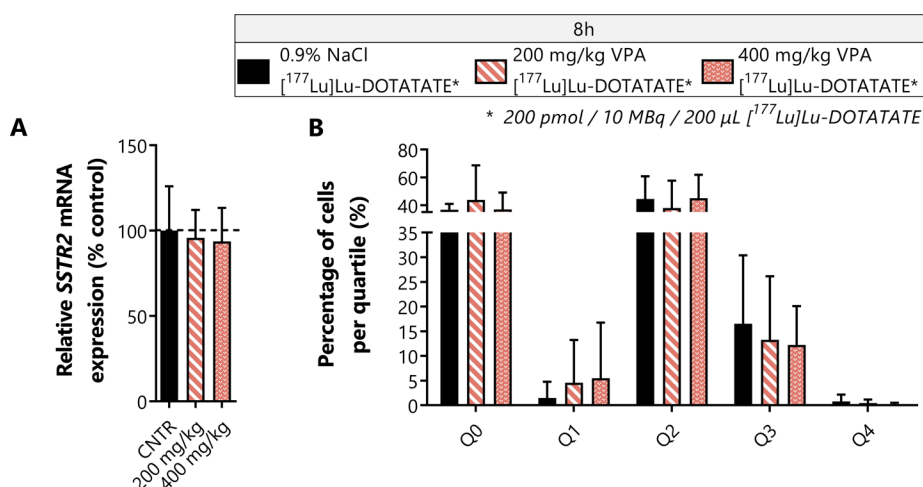 8h
0.9% NaCl
[177Lu]Lu-DOTATATE*
200 mg/kg VPA
[177Lu]Lu-DOTATATE*
400 mg/kg VPA
[177Lu]Lu-DOTATATE*
* 200 pmol / 10 MBq / 200 µL [177Lu]Lu-DOTATATE
A
Relative SSTR2 mRNA
expression (% control)
150
100
50
0
CNTR
200 mg/kg
400 mg/kg
B
Percentage of cells
per quartile (%)
80
60
40
35
30
25
20
15
10
5
0
Q0
Q1
Q2
Q3
Q4